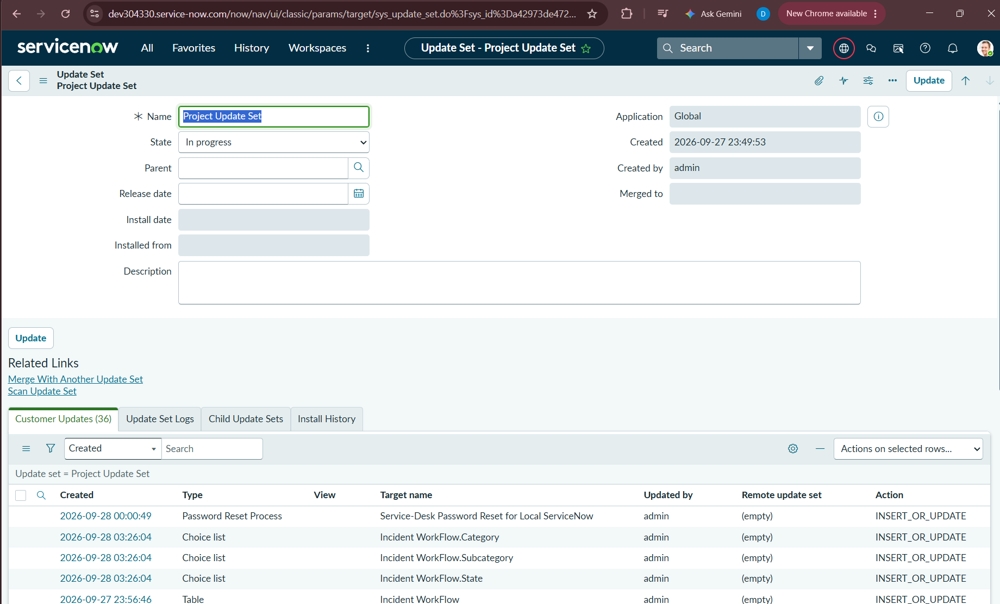 dev304330.service-now.com/now/nav/ui/classic/params/target/sys_update_set.do%3Fsys_id%3Da42973de472...
Ask Gemini
D
New Chrome available
servicenow
All
Favorites
History
Workspaces
Update Set - Project Update Set
Search
Update Set
Project Update Set
Update
Name
Project Update Set
Application
Global
State
In progress
Created
2026-09-27 23:49:53
Parent
Created by
admin
Release date
Merged to
Install date
Installed from
Description
Update
Related Links
Merge With Another Update Set
Scan Update Set
Customer Updates (36)
Update Set Logs
Child Update Sets
Install History
Created
Search
Actions on selected rows...
Update set = Project Update Set
Created Type View Target name Updated by Remote update set Action
2026-09-28 00:00:49 Password Reset Process Service-Desk Password Reset for Local ServiceNow admin (empty) INSERT_OR_UPDATE
2026-09-28 03:26:04 Choice list Incident WorkFlow.Category admin (empty) INSERT_OR_UPDATE
2026-09-28 03:26:04 Choice list Incident WorkFlow.Subcategory admin (empty) INSERT_OR_UPDATE
2026-09-28 03:26:04 Choice list Incident WorkFlow.State admin (empty) INSERT_OR_UPDATE
2026-09-27 23:56:46 Table Incident WorkFlow admin (empty) INSERT_OR_UPDATE